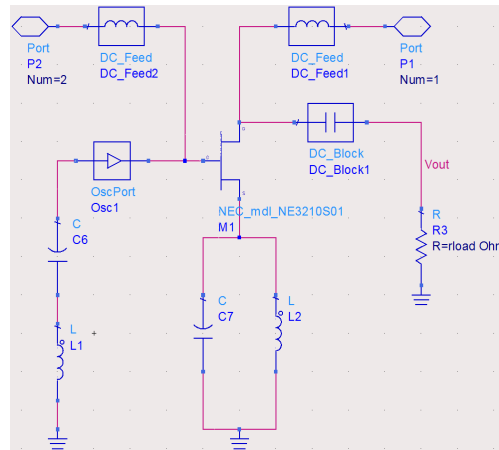 Port
P2
Num=2
DC_Feed
DC_Feed2
DC_Feed
DC_Feed1
Port
P1
Num=1
OscPort
Osc1
DC_Block
DC_Block1
Vout
NEC_mdl_NE3210S01
M1
R
R3
R=rload Ohr
C
C6
L
L1
C
C7
L
L2